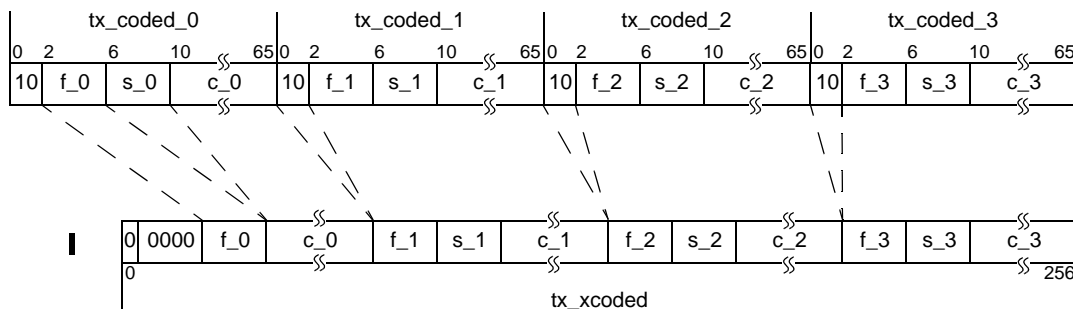 tx_coded_0 tx_coded_1 tx_coded_2 tx_coded_3
0 2 6 10 65 0 2 6 10 65 0 2 6 10 65 0 2 6 10 65
10 f_0 s_0 c_0 10 f_1 s_1 c_1 10 f_2 s_2 c_2 10 f_3 s_3 c_3
0 0000 f_0 c_0 f_1 s_1 c_1 f_2 s_2 c_2 f_3 s_3 c_3
0 256
tx_xcoded